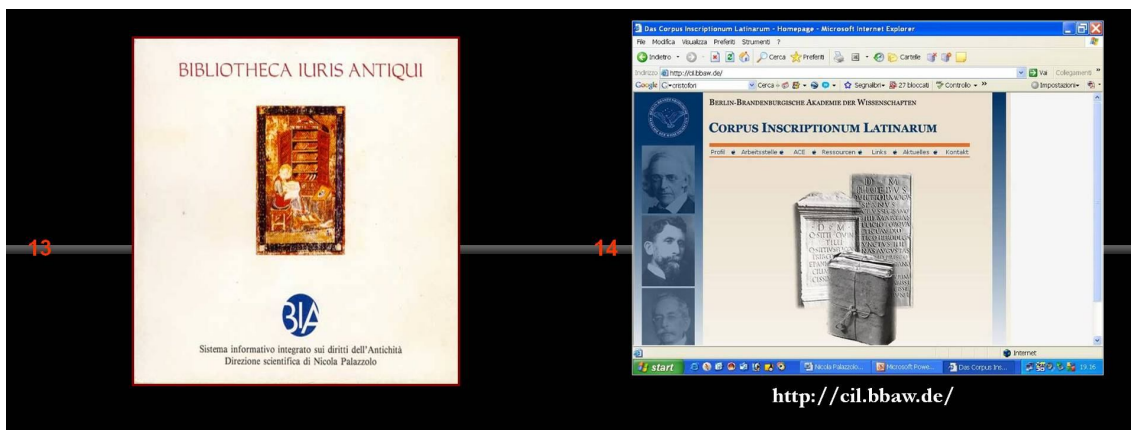 13
BIBLIOTHECA IURIS ANTIQUI
BIA
Sistema informativo integrato sui diritti dell'Antichità
Direzione scientifica di Nicola Palazzolo
14
Das Corpus Inscriptionum Latinarum - Homepage - Microsoft Internet Explorer
File Modifica Visualizza Preferiti Strumenti ?
Indietro Cerca Preferiti Cartelle
Indirizzo http://cil.bbaw.de/ Vai Collegamenti
Google cristofori Cerca Segnalibri 27 bloccati Controllo Impostazioni
BERLIN-BRANDENBURGISCHE AKADEMIE DER WISSENSCHAFTEN
CORPUS INSCRIPTIONUM LATINARUM
Profil Arbeitsstelle ACE Ressourcen Links Aktuelles Kontakt
D M
Internet
start Nicola Palazzolo... Microsoft Powe... Das Corpus Ins... 19.16
http://cil.bbaw.de/